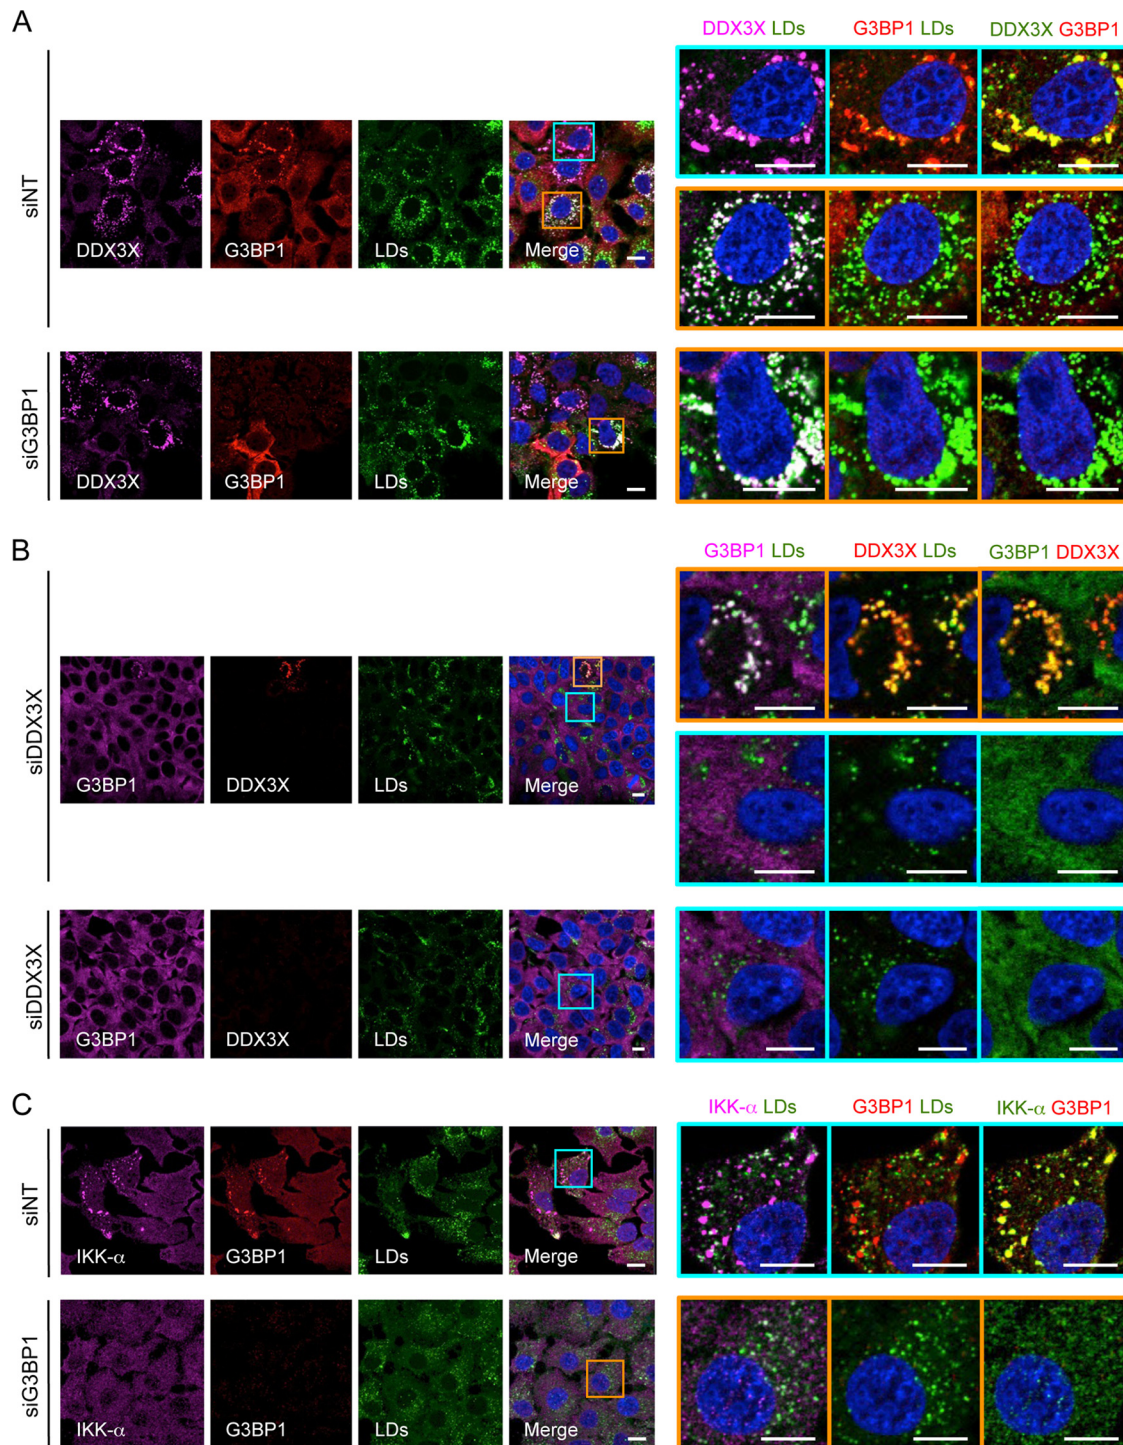 A
DDX3X LDs
G3BP1 LDs
DDX3X G3BP1
siNT
DDX3X
G3BP1
LDs
Merge
siG3BP1
DDX3X
G3BP1
LDs
Merge
B
G3BP1 LDs
DDX3X LDs
G3BP1 DDX3X
siDDX3X
G3BP1
DDX3X
LDs
Merge
siDDX3X
G3BP1
DDX3X
LDs
Merge
C
IKK-α LDs
G3BP1 LDs
IKK-α G3BP1
siNT
IKK-α
G3BP1
LDs
Merge
siG3BP1
IKK-α
G3BP1
LDs
Merge